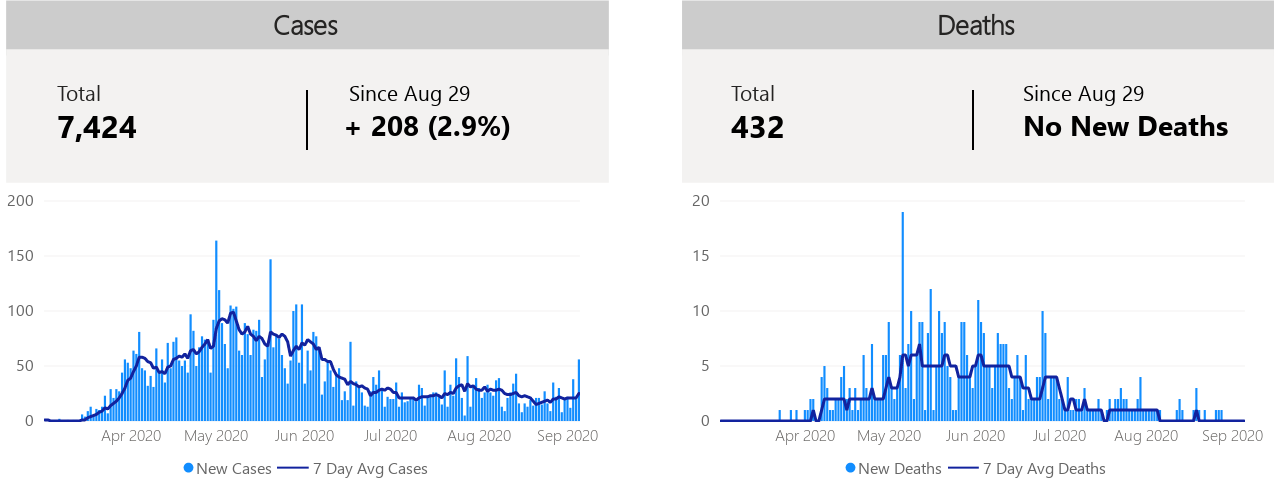 Cases
Total
7,424
Since Aug 29
+ 208 (2.9%)
200
150
100
50
0
Apr 2020 May 2020 Jun 2020 Jul 2020 Aug 2020 Sep 2020
New Cases 7 Day Avg Cases
Deaths
Total
432
Since Aug 29
No New Deaths
20
15
10
5
0
Apr 2020 May 2020 Jun 2020 Jul 2020 Aug 2020 Sep 2020
New Deaths 7 Day Avg Deaths